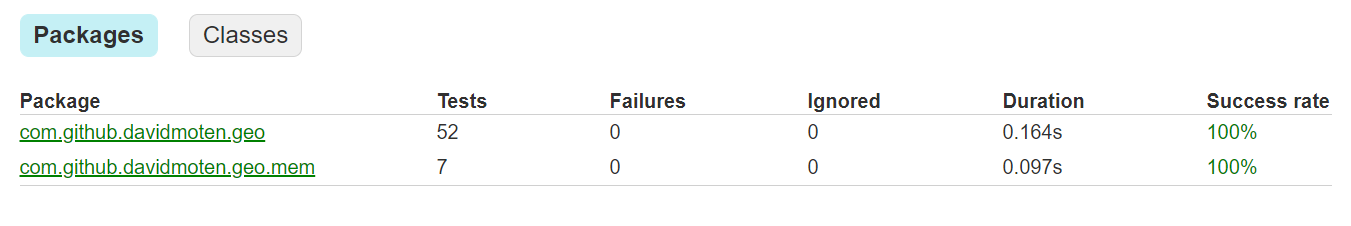 Packages Classes
Package Tests Failures Ignored Duration Success rate
com.github.davidmoten.geo 52 0 0 0.164s 100%
com.github.davidmoten.geo.mem 7 0 0 0.097s 100%